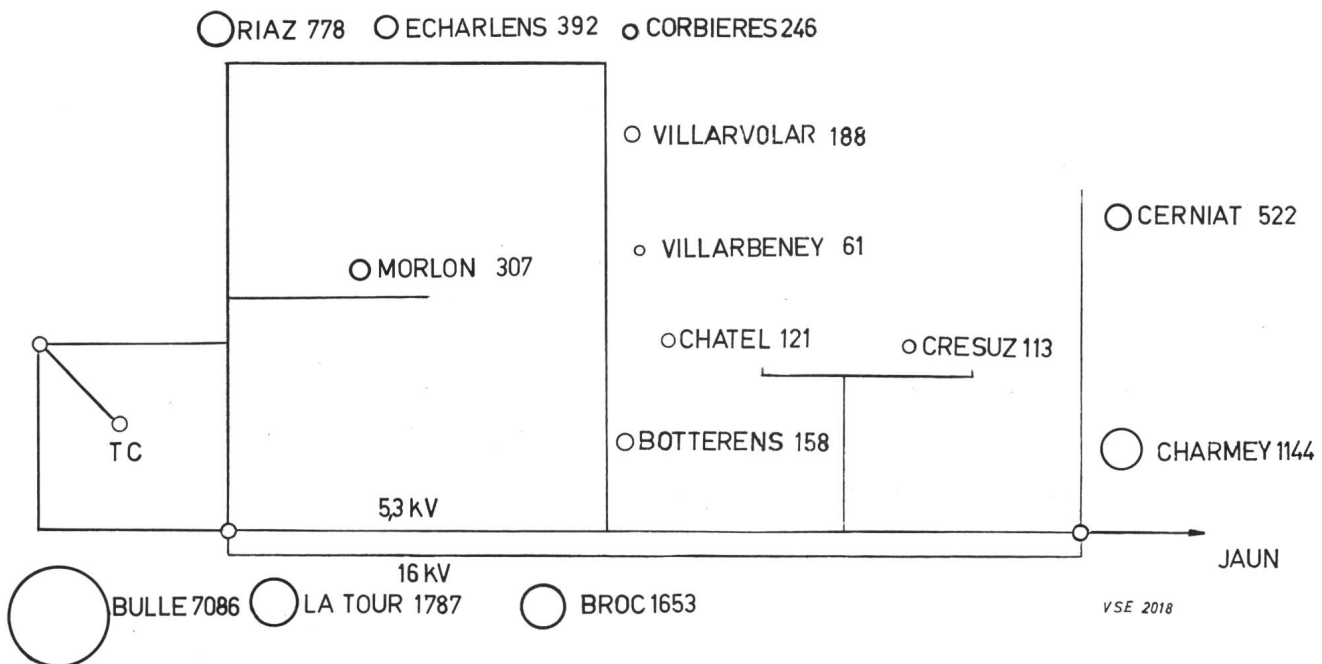 RIAZ 778 ECHARLENS 392 CORBIERES 246
VILLARVOLAR 188
CERNIAT 522
VILLARBENEY 61
MORLON 307
CHATEL 121
CRESUZ 113
TC
BOTTERENS 158
CHARMEY 1144
5,3 kV
JAUN
16 kV
BULLE 7086 LA TOUR 1787 BROC 1653
VSE 2018